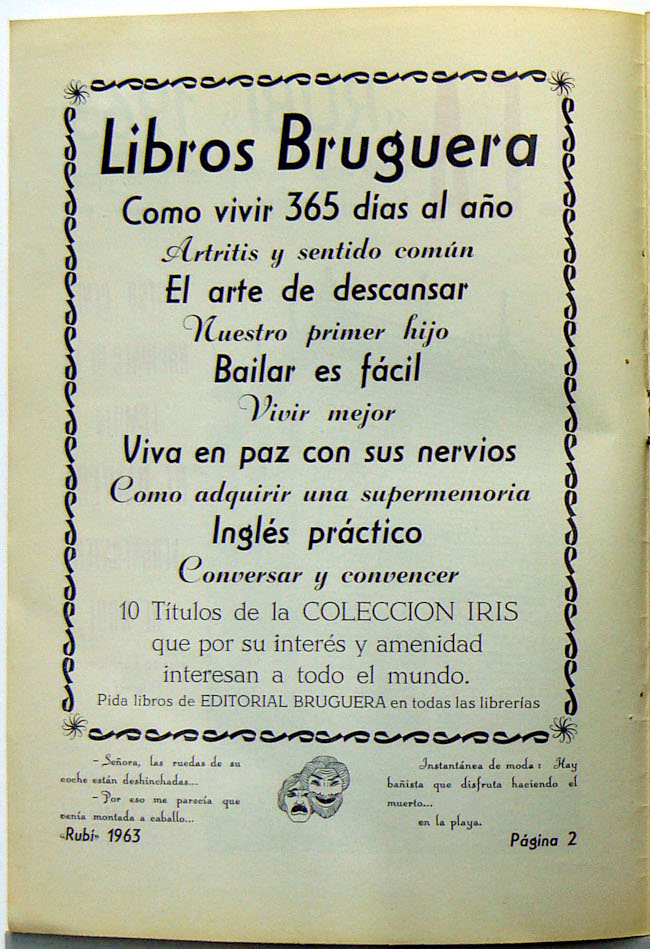 Libros Bruguera
Como vivir 365 días al año
Artritis y sentido común
El arte de descansar
Nuestro primer hijo
Bailar es fácil
Vivir mejor
Viva en paz con sus nervios
Como adquirir una supermemoria
Inglés práctico
Conversar y convencer
10 Títulos de la COLECCION IRIS
que por su interés y amenidad
interesan a todo el mundo.
Pida libros de EDITORIAL BRUGUERA en todas las librerías
- Señora, las ruedas de su
coche están deshinchadas...
- Por eso me parecía que
venía montada a caballo...
Instantánea de moda : Hay
bañista que disfruta haciendo el
muerto...
en la playa.
«Rubí» 1963
Página 2